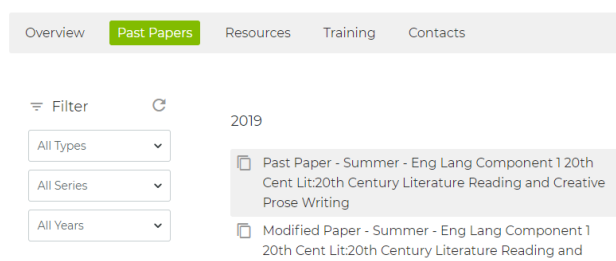 Overview Past Papers Resources Training Contacts
Filter
All Types
All Series
All Years
2019
Past Paper - Summer - Eng Lang Component 1 20th
Cent Lit:20th Century Literature Reading and Creative
Prose Writing
Modified Paper - Summer - Eng Lang Component 1
20th Cent Lit:20th Century Literature Reading and